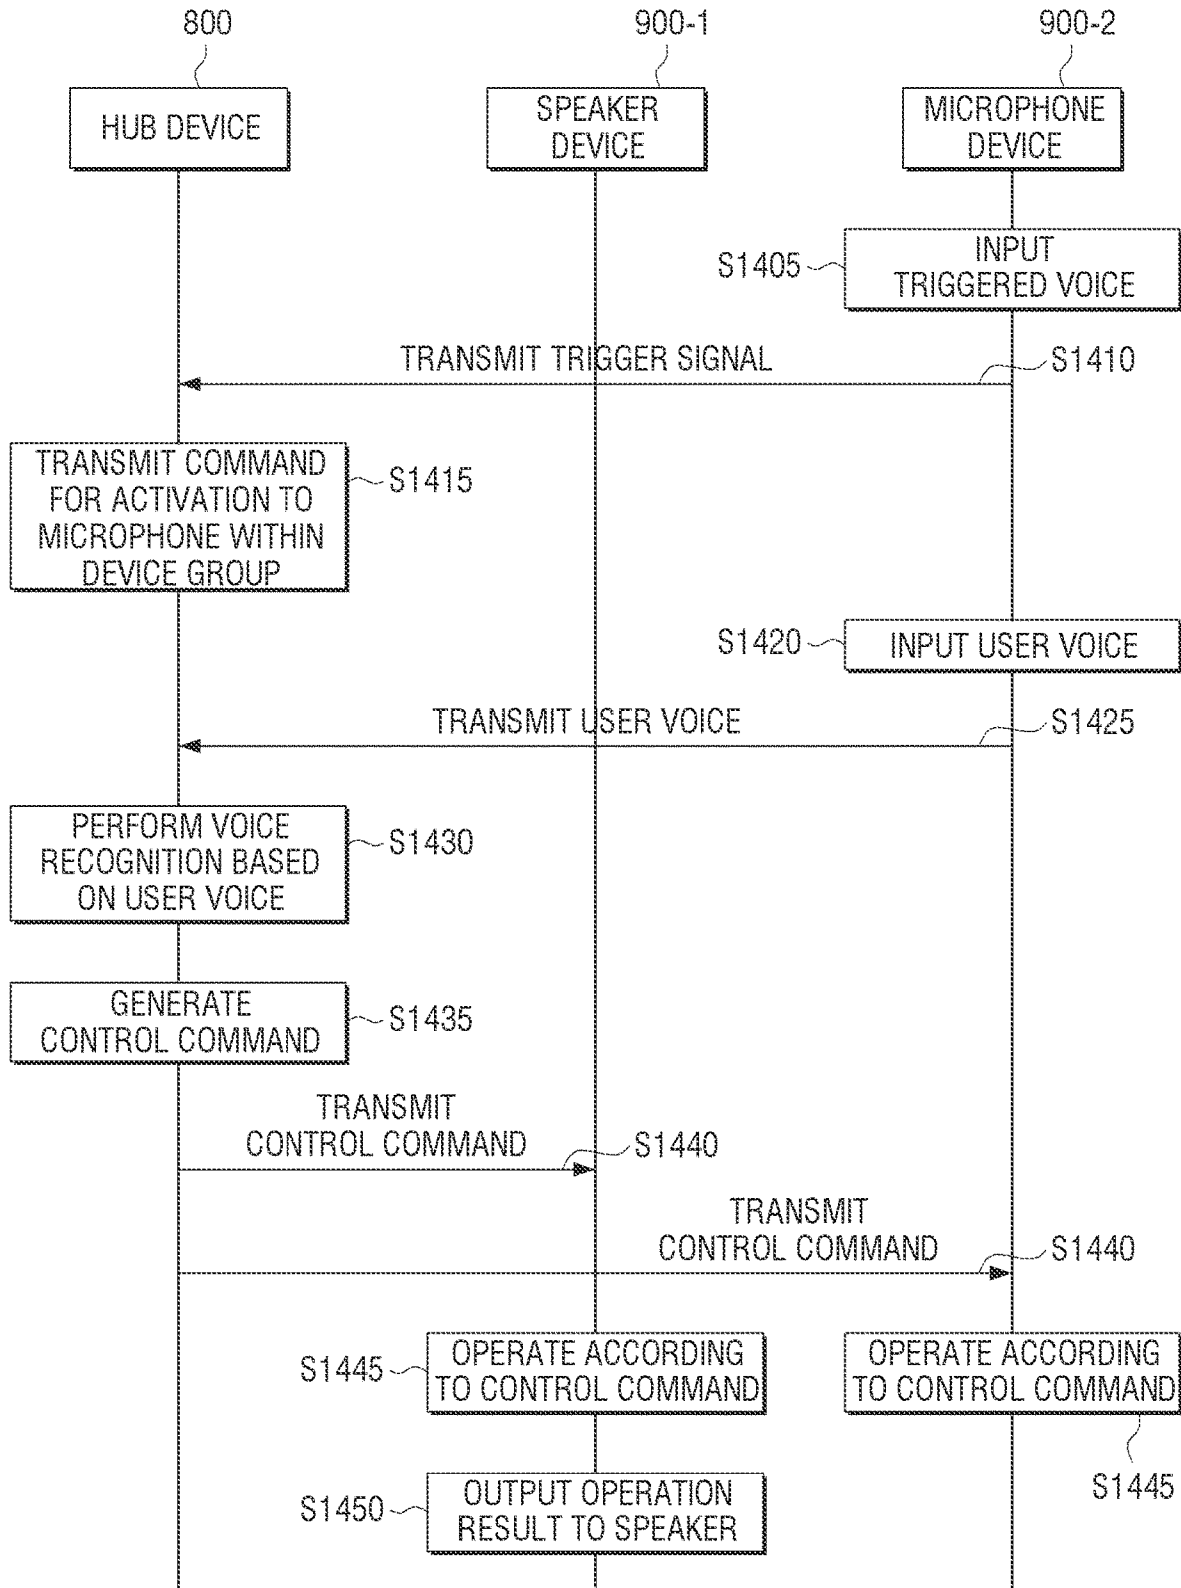 800
900-1
900-2
HUB DEVICE
SPEAKER
DEVICE
MICROPHONE
DEVICE
S1405
INPUT
TRIGGERED VOICE
TRANSMIT TRIGGER SIGNAL
S1410
TRANSMIT COMMAND
FOR ACTIVATION TO
MICROPHONE WITHIN
DEVICE GROUP
S1415
S1420
INPUT USER VOICE
TRANSMIT USER VOICE
S1425
PERFORM VOICE
RECOGNITION BASED
ON USER VOICE
S1430
GENERATE
CONTROL COMMAND
S1435
TRANSMIT
CONTROL COMMAND
S1440
TRANSMIT
CONTROL COMMAND
S1440
S1445
OPERATE ACCORDING
TO CONTROL COMMAND
OPERATE ACCORDING
TO CONTROL COMMAND
S1445
S1450
OUTPUT OPERATION
RESULT TO SPEAKER